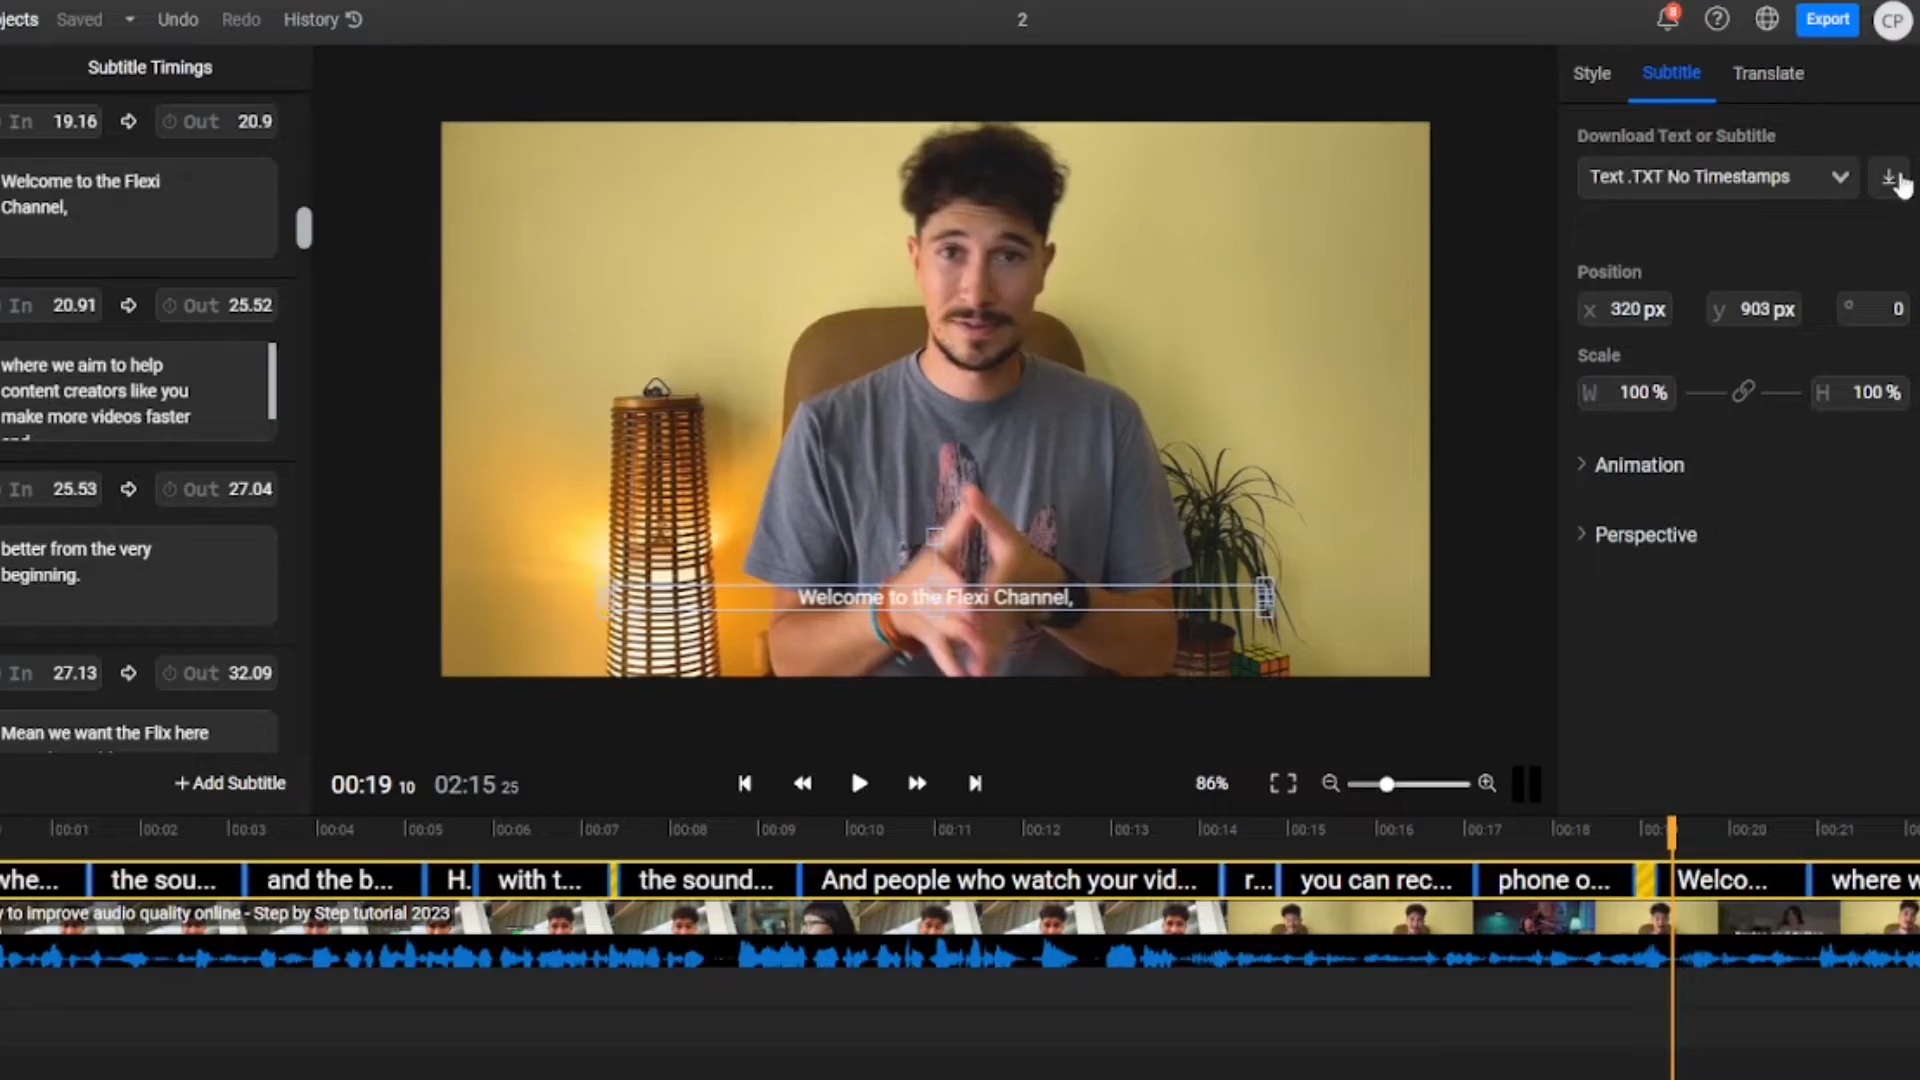 jects Saved Undo Redo History 2 8 Export CP
Subtitle Timings
In 19.16 Out 20.9
Welcome to the Flexi
Channel,
In 20.91 Out 25.52
where we aim to help
content creators like you
make more videos faster
In 25.53 Out 27.04
better from the very
beginning.
In 27.13 Out 32.09
Mean we want the Flix here
+ Add Subtitle
Welcome to the Flexi Channel,
Style Subtitle Translate
Download Text or Subtitle
Text .TXT No Timestamps
Position
x 320 px y 903 px ° 0
Scale
W 100 % H 100 %
> Animation
> Perspective
00:19 10 02:15 25 86%
00:01 00:02 00:03 00:04 00:05 00:06 00:07 00:08 00:09 00:10 00:11 00:12 00:13 00:14 00:15 00:16 00:17 00:18 00:20 00:21
whe... the sou... and the b... H. with t... the sound... And people who watch your vid... r... you can rec... phone o... Welco... where w
y to improve audio quality online - Step by Step tutorial 2023